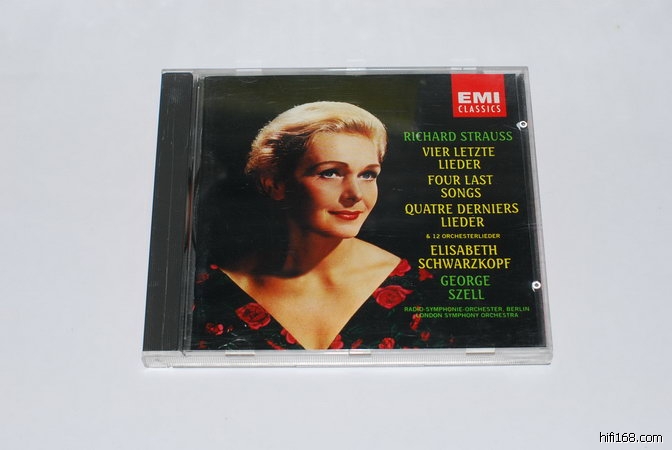 EMI
CLASSICS
RICHARD STRAUSS
VIER LETZTE
LIEDER
FOUR LAST
SONGS
QUATRE DERNIERS
LIEDER
& 12 ORCHESTERLIEDER
ELISABETH
SCHWARZKOPF
GEORGE
SZELL
RADIO-SYMPHONIE-ORCHESTER, BERLIN
LONDON SYMPHONY ORCHESTRA
hifi168.com